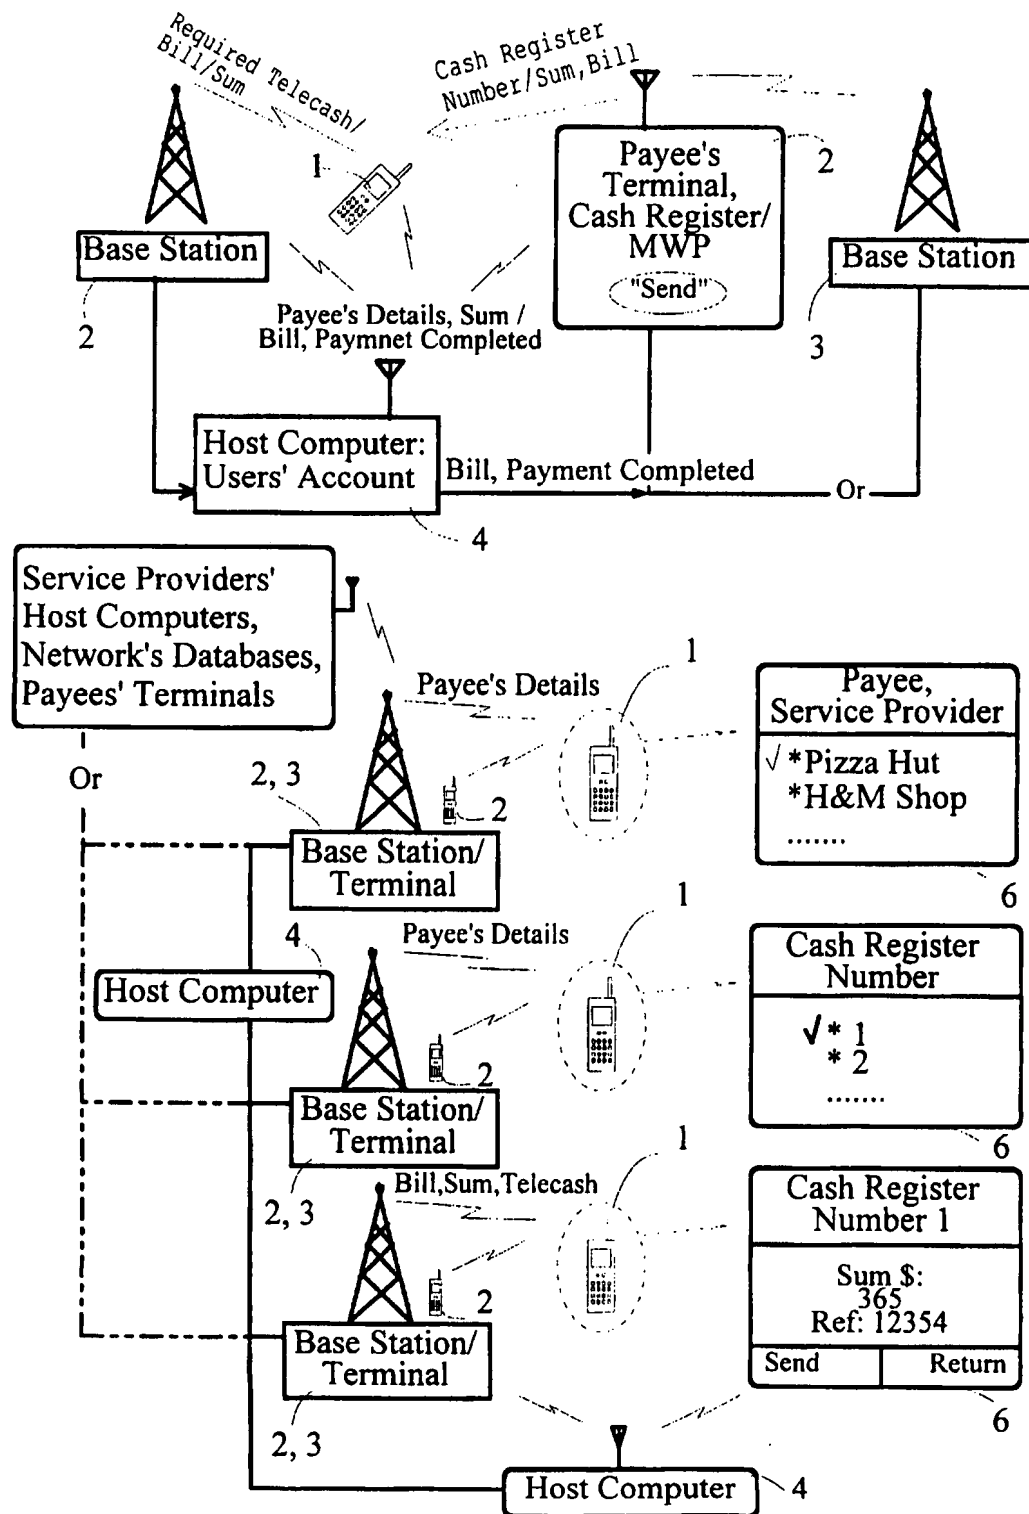 Required Telecash/
Bill/Sum
Cash Register
Number/Sum,Bill
1
2
Payee's
Terminal,
Cash Register/
MWP
"Send"
Base Station
2
Base Station
3
Payee's Details, Sum /
Bill, Paymnet Completed
Host Computer:
Users' Account
Bill, Payment Completed
Or
4
Service Providers'
Host Computers,
Network's Databases,
Payees' Terminals
Or
Payee's Details
1
2, 3
2
Base Station/
Terminal
Payee,
Service Provider
√ *Pizza Hut
*H&M Shop
.......
6
4
Host Computer
Payee's Details
1
2
Base Station/
Terminal
2, 3
Cash Register
Number
√ * 1
* 2
.......
6
Bill,Sum,Telecash
1
2
Base Station/
Terminal
2, 3
Cash Register
Number 1
Sum $:
365
Ref: 12354
Send
Return
6
Host Computer
4